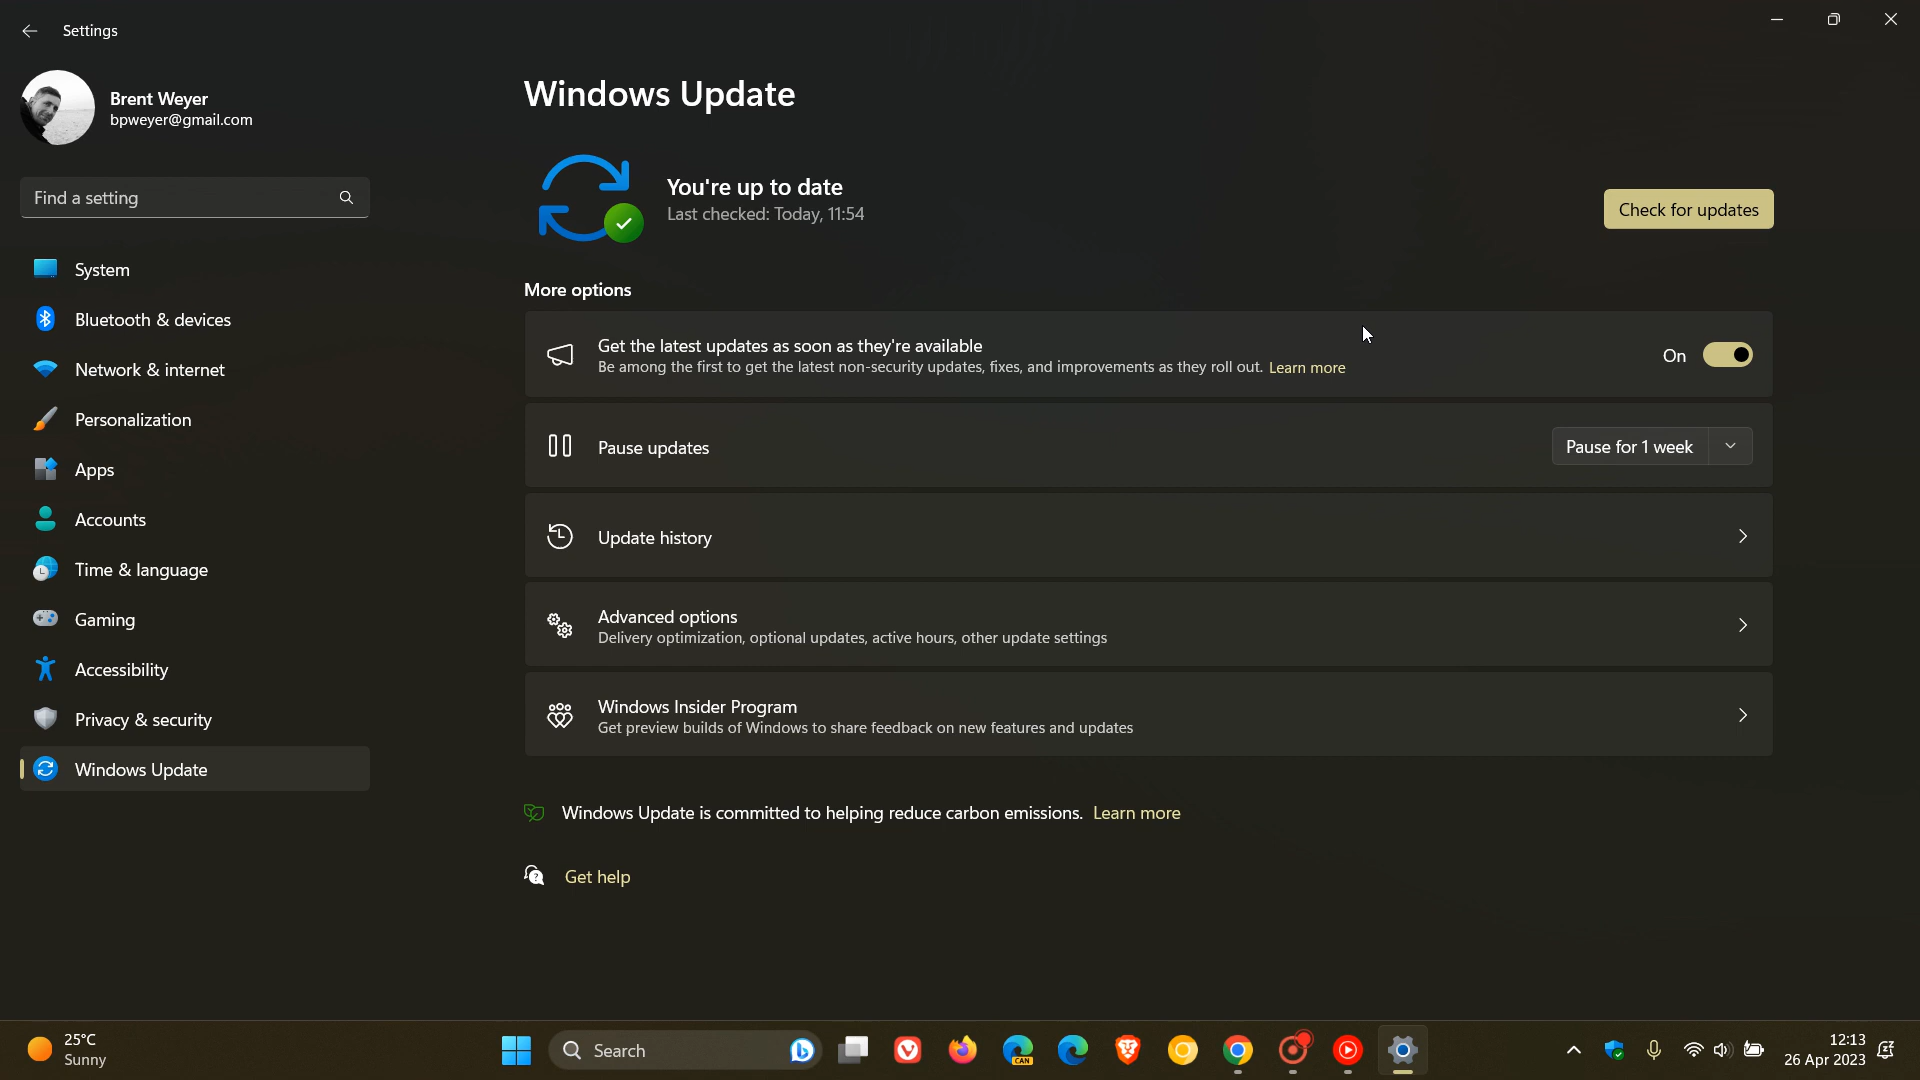 Settings
Brent Weyer
bpweyer@gmail.com
Find a setting
System
Bluetooth & devices
Network & internet
Personalization
Apps
Accounts
Time & language
Gaming
Accessibility
Privacy & security
Windows Update
Windows Update
You're up to date
Last checked: Today, 11:54
Check for updates
More options
Get the latest updates as soon as they're available
Be among the first to get the latest non-security updates, fixes, and improvements as they roll out. Learn more
On
Pause updates
Pause for 1 week
Update history
Advanced options
Delivery optimization, optional updates, active hours, other update settings
Windows Insider Program
Get preview builds of Windows to share feedback on new features and updates
Windows Update is committed to helping reduce carbon emissions. Learn more
Get help
25°C
Sunny
Search
CAN
12:13
26 Apr 2023